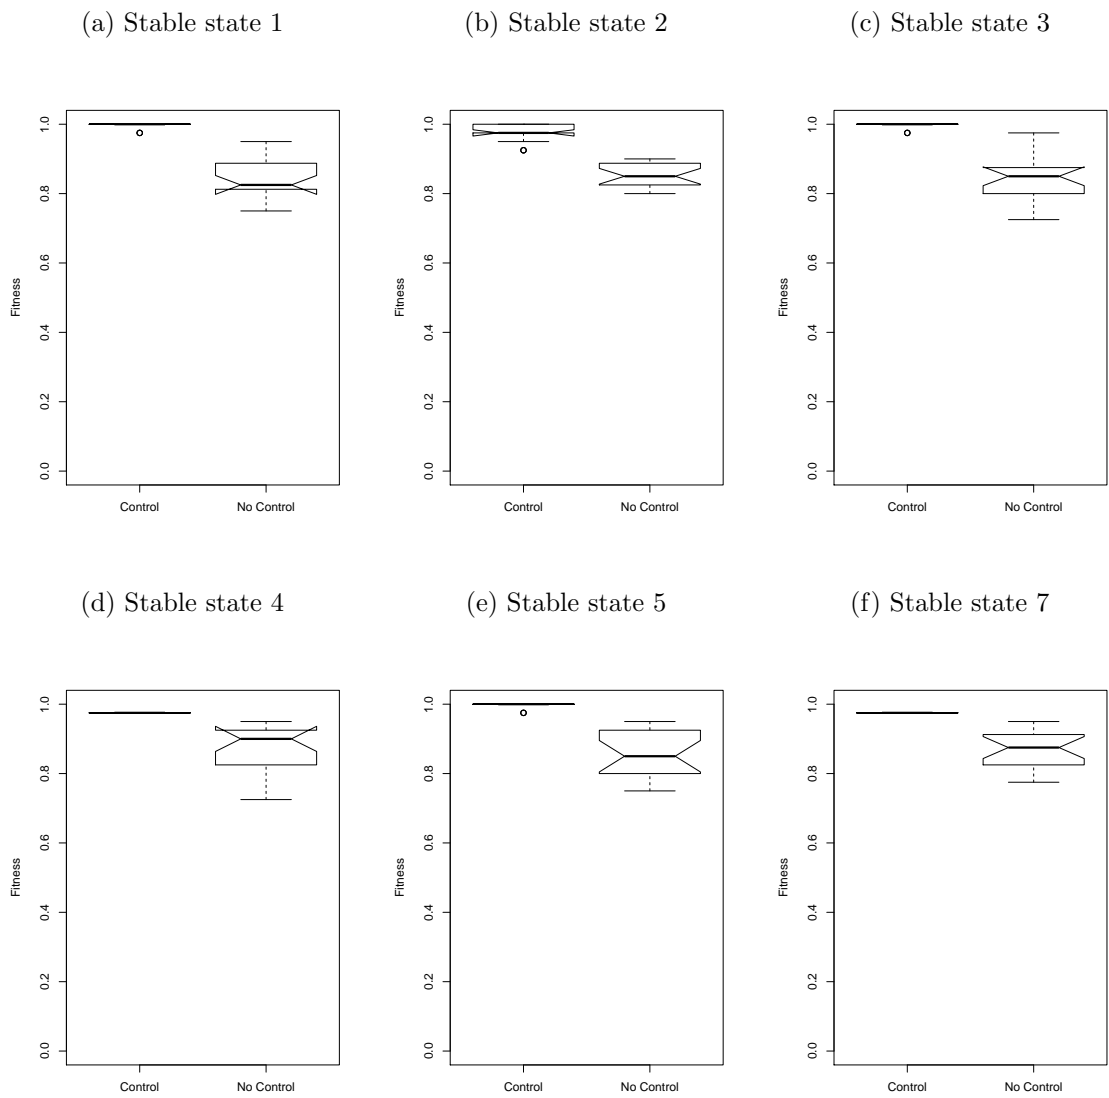 (a) Stable state 1
(b) Stable state 2
(c) Stable state 3
1.0
0.8
0.6
0.4
0.2
0.0
Fitness
Control
No Control
1.0
0.8
0.6
0.4
0.2
0.0
Fitness
Control
No Control
1.0
0.8
0.6
0.4
0.2
0.0
Fitness
Control
No Control
(d) Stable state 4
(e) Stable state 5
(f) Stable state 7
1.0
0.8
0.6
0.4
0.2
0.0
Fitness
Control
No Control
1.0
0.8
0.6
0.4
0.2
0.0
Fitness
Control
No Control
1.0
0.8
0.6
0.4
0.2
0.0
Fitness
Control
No Control